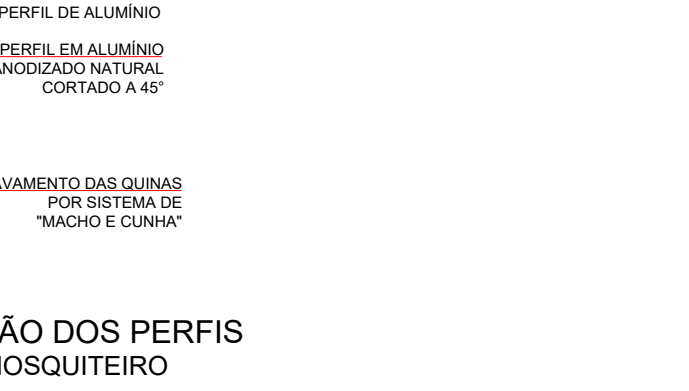 PERFIL DE ALUMÍNIO
PERFIL EM ALUMÍNIO
ANODIZADO NATURAL
CORTADO A 45°
AVAMENTO DAS QUINAS
POR SISTEMA DE
"MACHO E CUNHA"
ÃO DOS PERFIS
MOSQUITEIRO